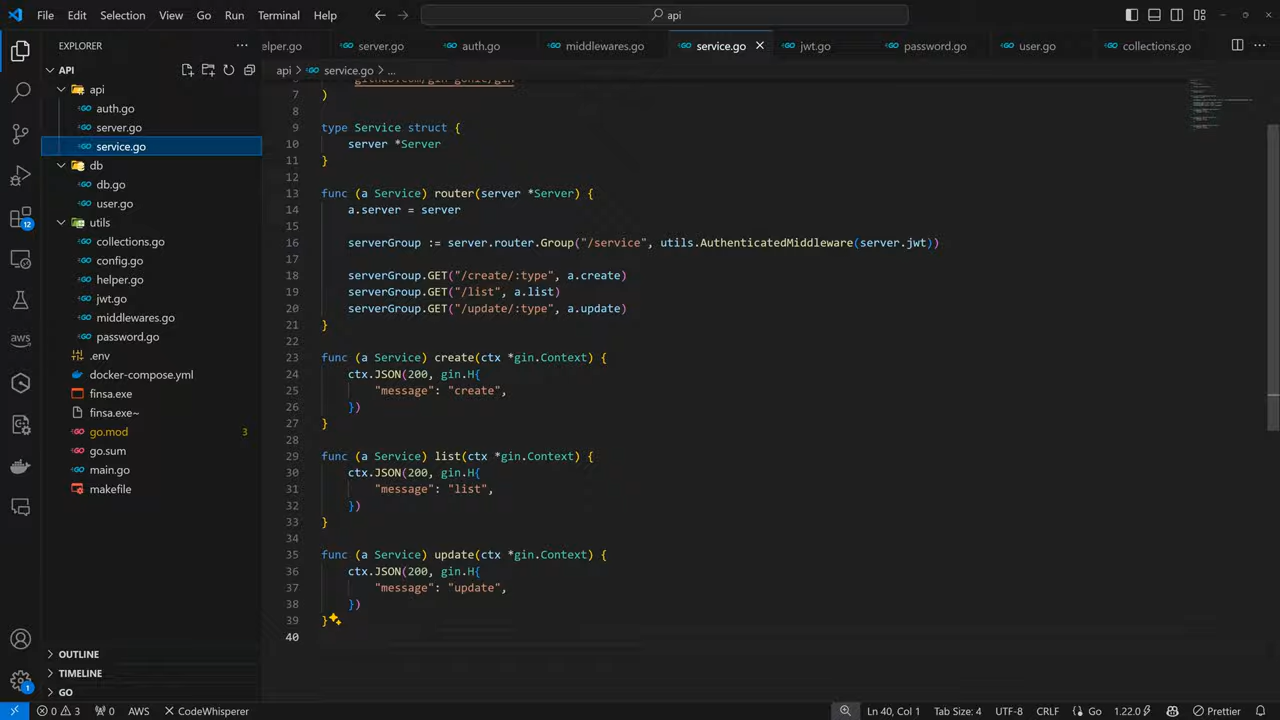 File Edit Selection View Go Run Terminal Help
api
EXPLORER
elper.go server.go auth.go middlewares.go service.go jwt.go password.go user.go collections.go
API
api > service.go > ...
api
auth.go
server.go
service.go
db
db.go
user.go
utils
collections.go
config.go
helper.go
jwt.go
middlewares.go
password.go
.env
docker-compose.yml
finsa.exe
finsa.exe~
go.mod 3
go.sum
main.go
makefile
OUTLINE
TIMELINE
GO
12
aws
1
github.com/gin-gonic/gin
7 )
8
9 type Service struct {
10 server *Server
11 }
12
13 func (a Service) router(server *Server) {
14 a.server = server
15
16 serverGroup := server.router.Group("/service", utils.AuthenticatedMiddleware(server.jwt))
17
18 serverGroup.GET("/create/:type", a.create)
19 serverGroup.GET("/list", a.list)
20 serverGroup.GET("/update/:type", a.update)
21 }
22
23 func (a Service) create(ctx *gin.Context) {
24 ctx.JSON(200, gin.H{
25 "message": "create",
26 })
27 }
28
29 func (a Service) list(ctx *gin.Context) {
30 ctx.JSON(200, gin.H{
31 "message": "list",
32 })
33 }
34
35 func (a Service) update(ctx *gin.Context) {
36 ctx.JSON(200, gin.H{
37 "message": "update",
38 })
39 }
40
0 3 0 AWS CodeWhisperer Ln 40, Col 1 Tab Size: 4 UTF-8 CRLF Go 1.22.0 Prettier